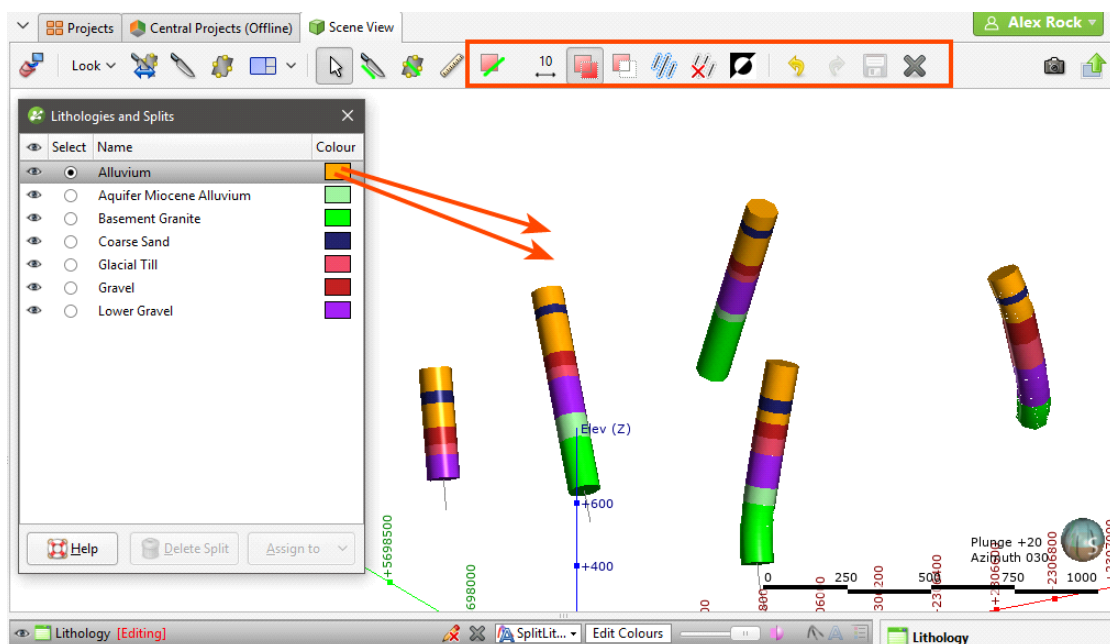 Projects Central Projects (Offline) Scene View Alex Rock
Look 10
Lithologies and Splits
Select Name Colour
Alluvium
Aquifer Miocene Alluvium
Basement Granite
Coarse Sand
Glacial Till
Gravel
Lower Gravel
Elev (Z)
+600
+400
+5698500
698000
Help Delete Split Assign to
Plunge +20
Azimuth 030
0 250 500 750 1000
Lithology [Editing] SplitLit... Edit Colours Lithology